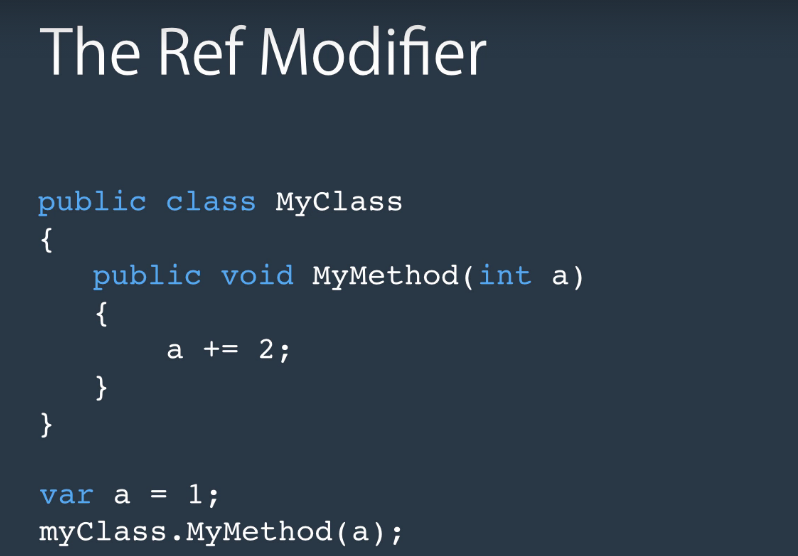 The Ref Modifier
public class MyClass
{
    public void MyMethod(int a)
    {
        a += 2;
    }
}
var a = 1;
myClass.MyMethod(a);